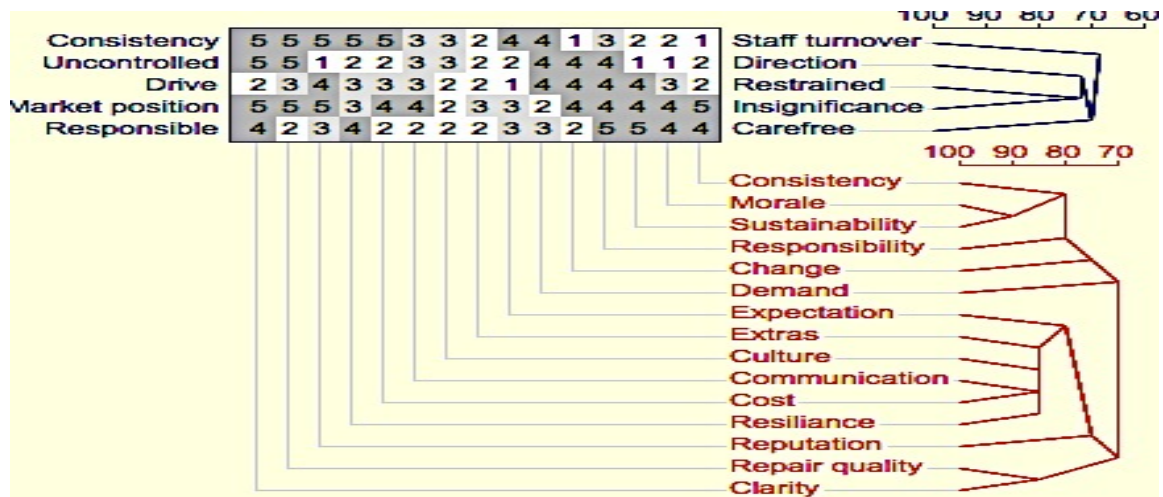 100 90 80 70 60
Consistency 5 5 5 5 5 3 3 2 4 4 1 3 2 2 1 Staff turnover
Uncontrolled 5 5 1 2 2 3 3 2 2 4 4 4 1 1 2 Direction
Drive 2 3 4 3 3 3 2 2 1 4 4 4 4 3 2 Restrained
Market position 5 5 5 3 4 4 2 3 3 2 4 4 4 4 5 Insignificance
Responsible 4 2 3 4 2 2 2 2 3 3 2 5 5 4 4 Carefree
100 90 80 70
Consistency
Morale
Sustainability
Responsibility
Change
Demand
Expectation
Extras
Culture
Communication
Cost
Resiliance
Reputation
Repair quality
Clarity